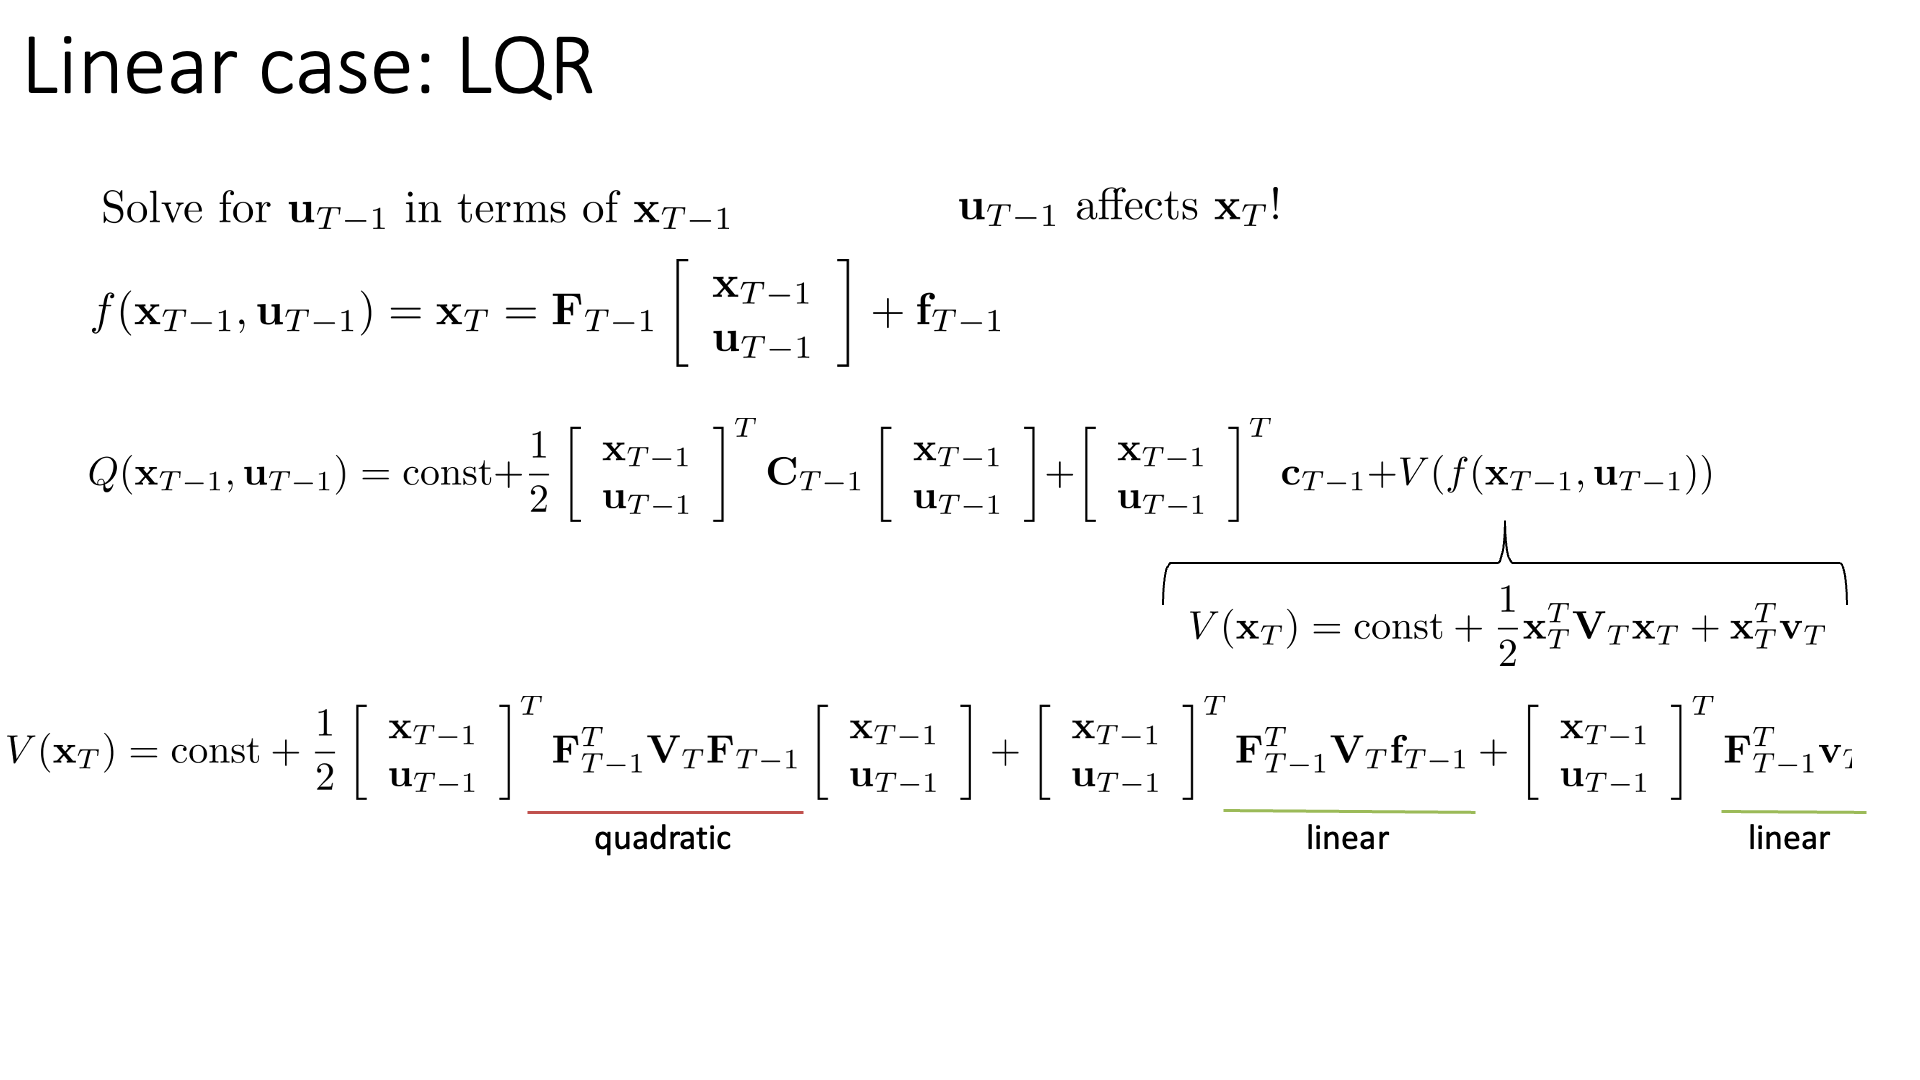 Linear case: LQR
Solve for $\mathbf{u}_{T-1}$ in terms of $\mathbf{x}_{T-1}$
$\mathbf{u}_{T-1}$ affects $\mathbf{x}_T$!
$f(\mathbf{x}_{T-1}, \mathbf{u}_{T-1}) = \mathbf{x}_T = \mathbf{F}_{T-1} \begin{bmatrix} \mathbf{x}_{T-1} \\ \mathbf{u}_{T-1} \end{bmatrix} + \mathbf{f}_{T-1}$
$Q(\mathbf{x}_{T-1}, \mathbf{u}_{T-1}) = \text{const} + \frac{1}{2} \begin{bmatrix} \mathbf{x}_{T-1} \\ \mathbf{u}_{T-1} \end{bmatrix}^T \mathbf{C}_{T-1} \begin{bmatrix} \mathbf{x}_{T-1} \\ \mathbf{u}_{T-1} \end{bmatrix} + \begin{bmatrix} \mathbf{x}_{T-1} \\ \mathbf{u}_{T-1} \end{bmatrix}^T \mathbf{c}_{T-1} + V(f(\mathbf{x}_{T-1}, \mathbf{u}_{T-1}))$
$V(\mathbf{x}_T) = \text{const} + \frac{1}{2} \mathbf{x}_T^T \mathbf{V}_T \mathbf{x}_T + \mathbf{x}_T^T \mathbf{v}_T$
$V(\mathbf{x}_T) = \text{const} + \frac{1}{2} \begin{bmatrix} \mathbf{x}_{T-1} \\ \mathbf{u}_{T-1} \end{bmatrix}^T \mathbf{F}_{T-1}^T \mathbf{V}_T \mathbf{F}_{T-1} \begin{bmatrix} \mathbf{x}_{T-1} \\ \mathbf{u}_{T-1} \end{bmatrix} + \begin{bmatrix} \mathbf{x}_{T-1} \\ \mathbf{u}_{T-1} \end{bmatrix}^T \mathbf{F}_{T-1}^T \mathbf{V}_T \mathbf{f}_{T-1} + \begin{bmatrix} \mathbf{x}_{T-1} \\ \mathbf{u}_{T-1} \end{bmatrix}^T \mathbf{F}_{T-1}^T \mathbf{v}$
quadratic
linear
linear